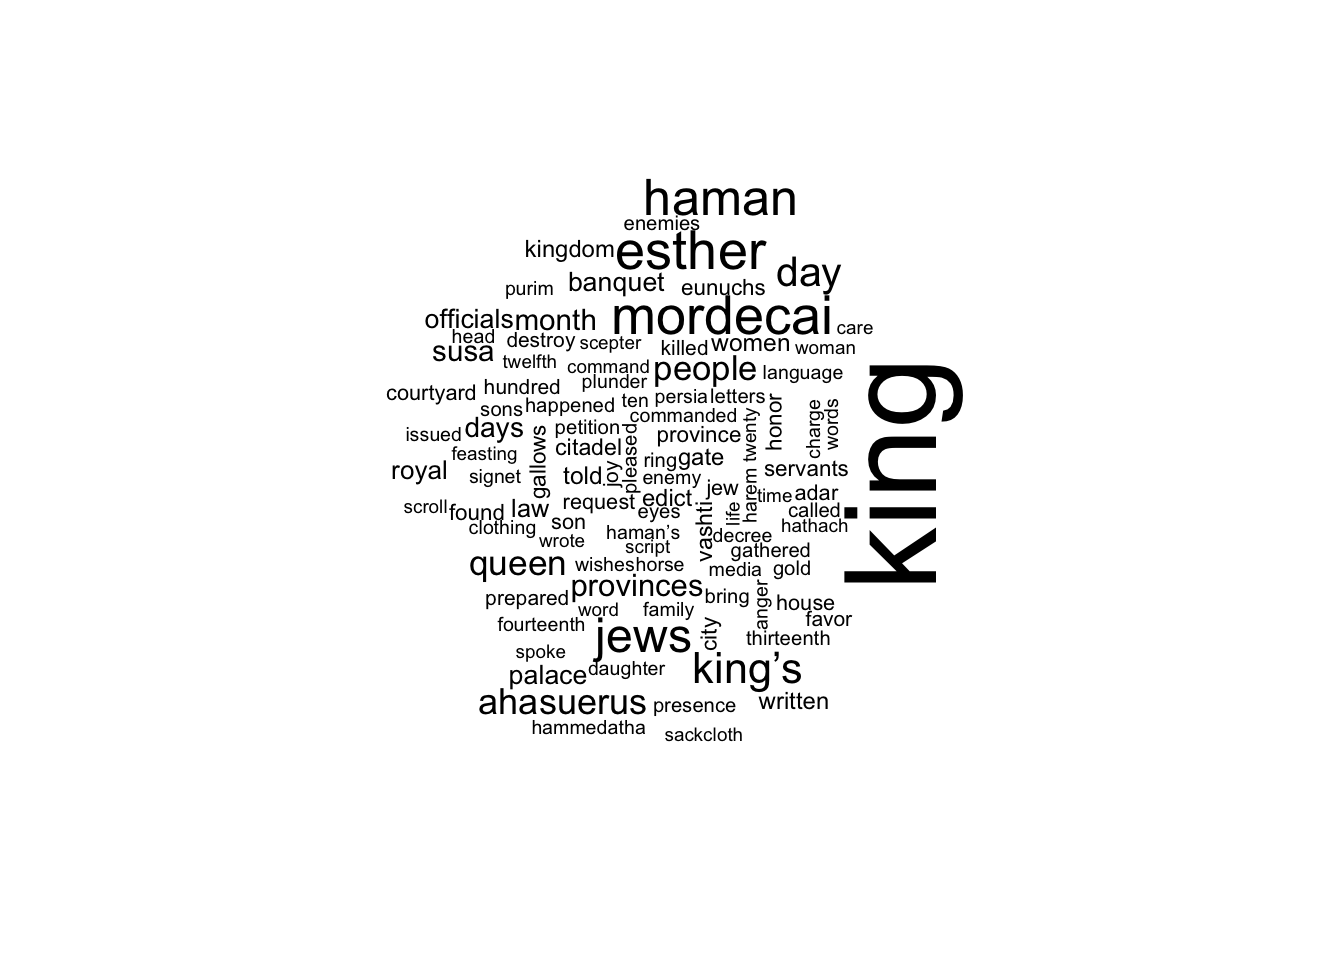 haman
enemies
kingdom esther
day
purim banquet eunuchs
officials month mordecai care
head destroy scepter
susa killed women woman
twelfth command people language
courtyard hundred plunder
sons happened ten persia letters
commanded honor charge words
issued days petition province twenty
feasting gallows citadel pleased ring gate
royal signet told joy enemy servants
jew harem time adar
scroll found law request edict
clothing son eyes vashti life called
wrote haman’s decree hathach
script gathered
king
queen wishes horse media gold
prepared provinces bring anger house
word family favor
fourteenth jews city thirteenth
spoke
palace daughter king’s
ahasuerus presence written
hammedatha sackcloth